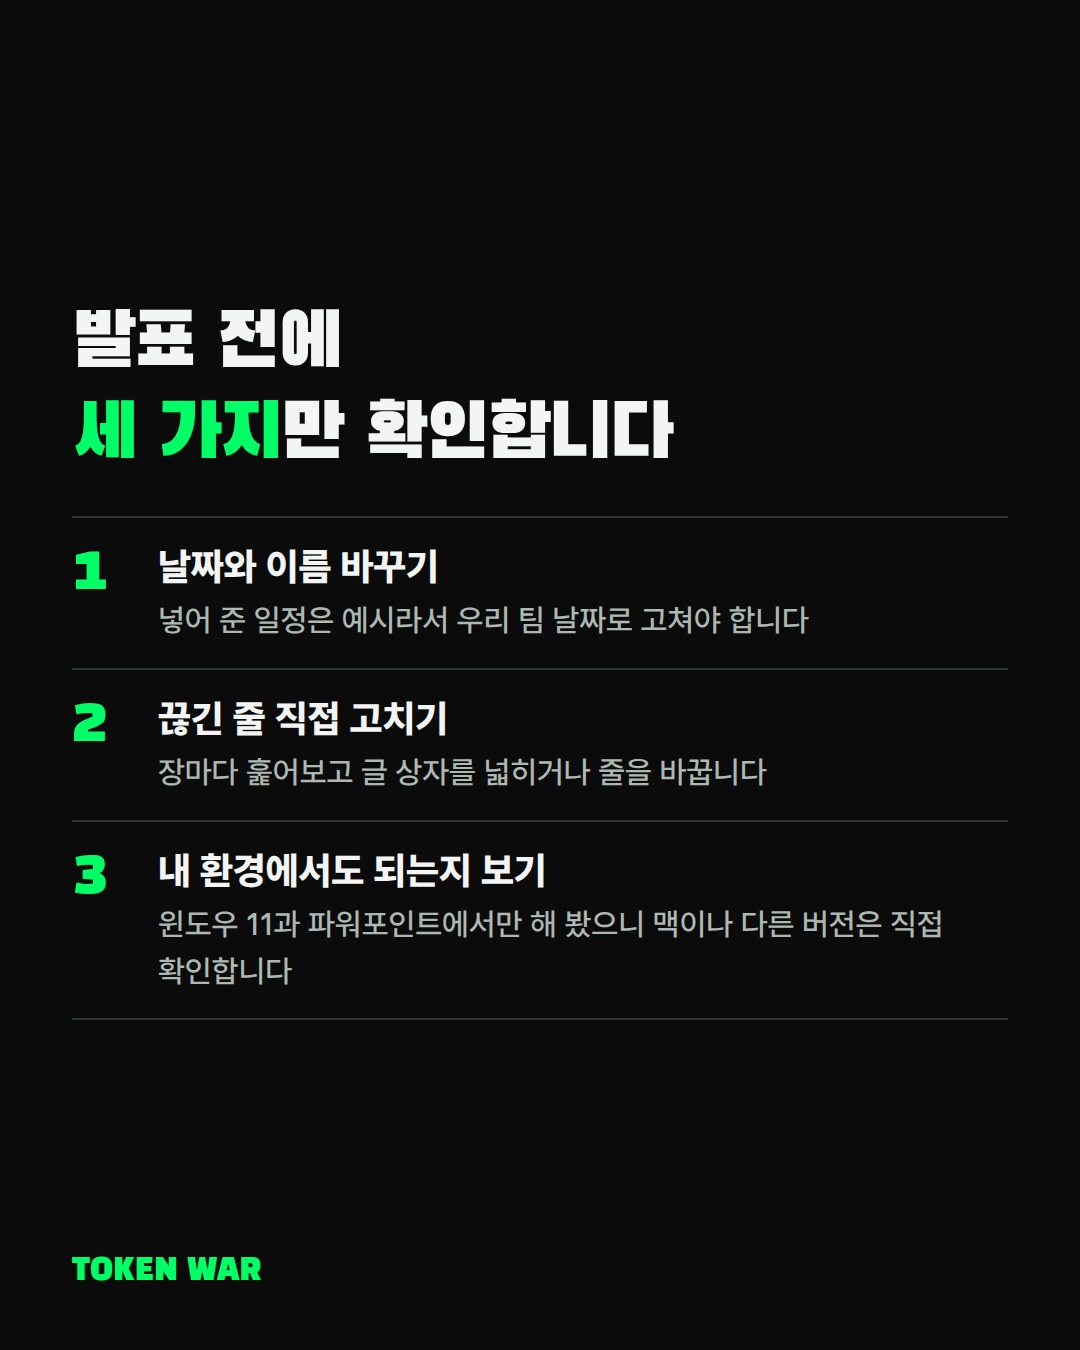 발표 전에
세 가지만 확인합니다
1 날짜와 이름 바꾸기
넣어 준 일정은 예시라서 우리 팀 날짜로 고쳐야 합니다
2 끊긴 줄 직접 고치기
장마다 훑어보고 글 상자를 넓히거나 줄을 바꿉니다
3 내 환경에서도 되는지 보기
윈도우 11과 파워포인트에서만 해 봤으니 맥이나 다른 버전은 직접
확인합니다
TOKEN WAR